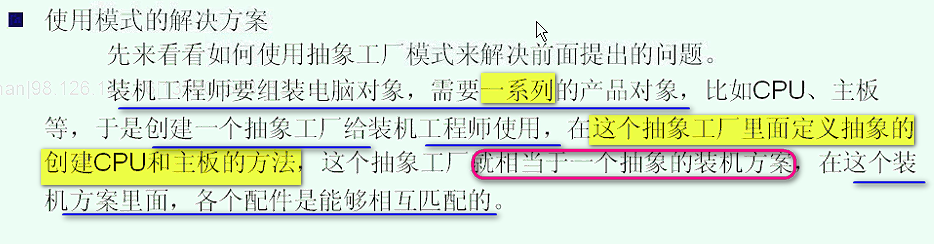 使用模式的解决方案
先来看看如何使用抽象工厂模式来解决前面提出的问题。
装机工程师要组装电脑对象，需要一系列的产品对象，比如CPU、主板
等，于是创建一个抽象工厂给装机工程师使用，在这个抽象工厂里面定义抽象的
创建CPU和主板的方法，这个抽象工厂就相当于一个抽象的装机方案，在这个装
机方案里面，各个配件是能够相互匹配的。